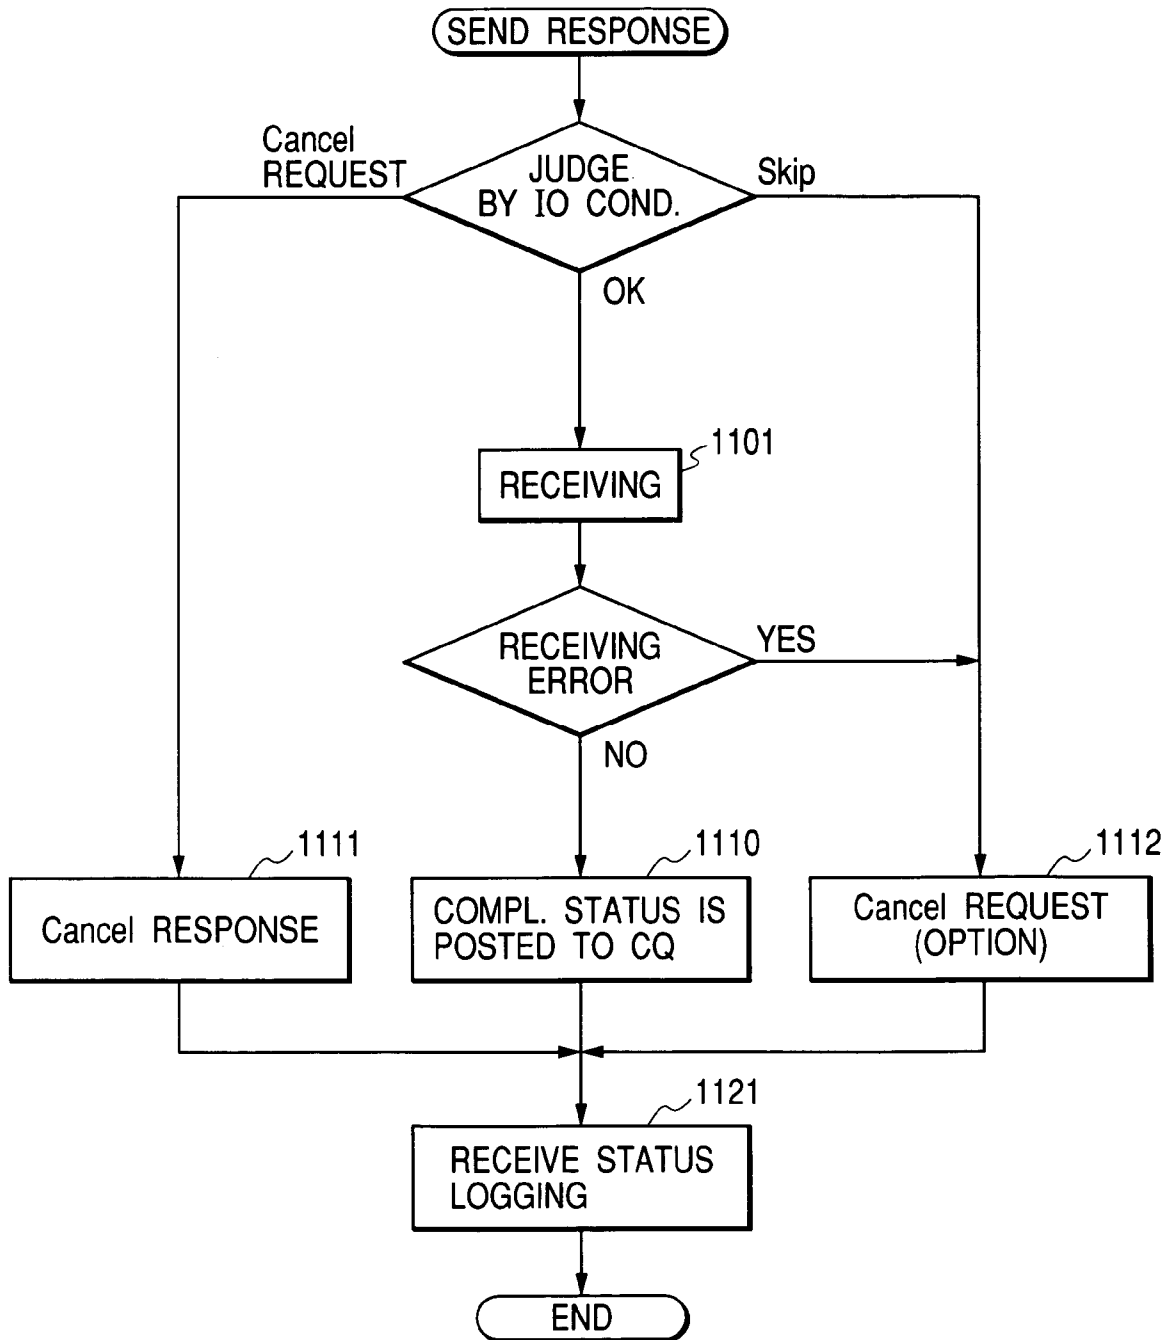 SEND RESPONSE
Cancel
REQUEST
JUDGE
BY IO COND.
Skip
OK
1101
RECEIVING
RECEIVING
ERROR
YES
NO
1111
Cancel RESPONSE
1110
COMPL. STATUS IS
POSTED TO CQ
1112
Cancel REQUEST
(OPTION)
1121
RECEIVE STATUS
LOGGING
END